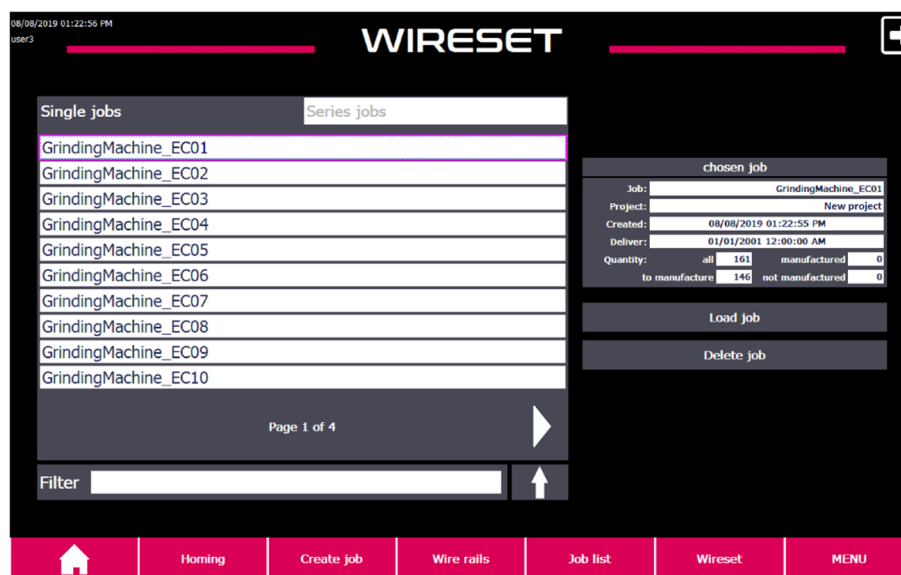 08/08/2019 01:22:56 PM
user3
WIRESET
Single jobs
Series jobs
GrindingMachine_EC01
GrindingMachine_EC02
GrindingMachine_EC03
GrindingMachine_EC04
GrindingMachine_EC05
GrindingMachine_EC06
GrindingMachine_EC07
GrindingMachine_EC08
GrindingMachine_EC09
GrindingMachine_EC10
Page 1 of 4
Filter
chosen job
Job: GrindingMachine_EC01
Project: New project
Created: 08/08/2019 01:22:55 PM
Deliver: 01/01/2001 12:00:00 AM
Quantity: all 161 manufactured 0
to manufacture 146 not manufactured 0
Load job
Delete job
Homing
Create job
Wire rails
Job list
Wireset
MENU